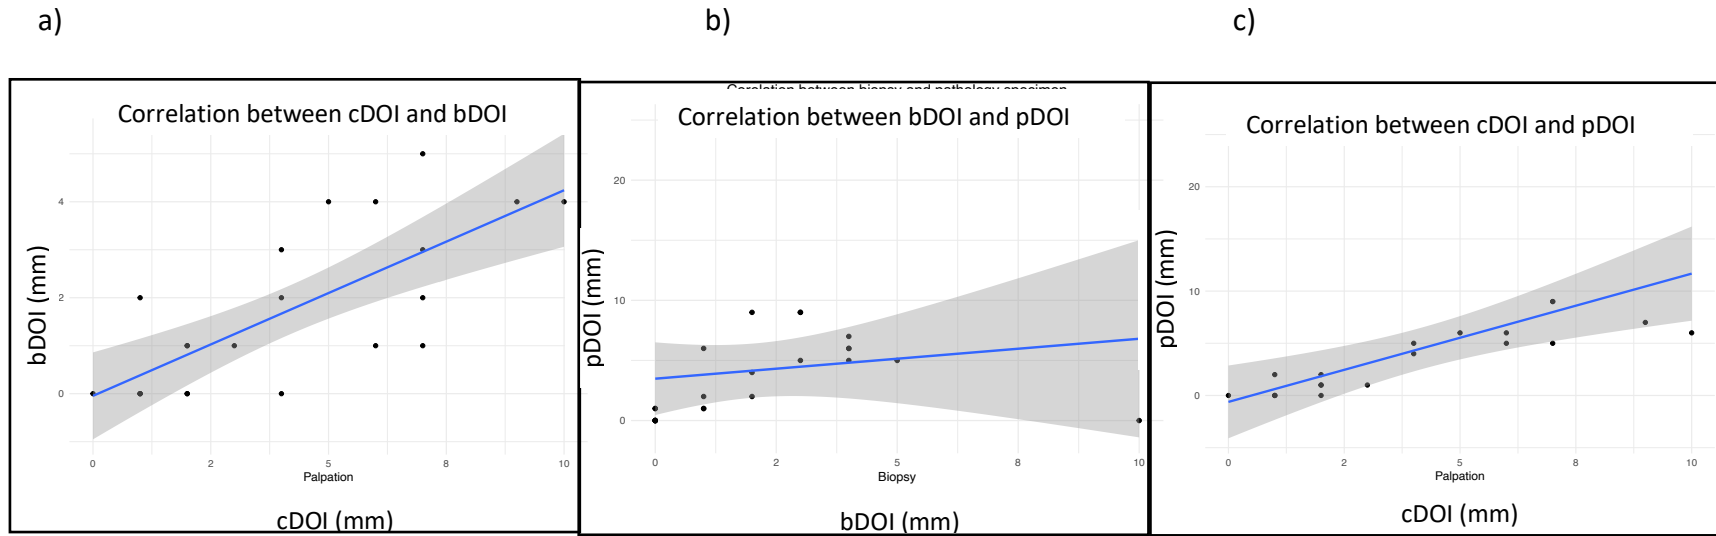 a)
b)
c)
Correlation between cDOI and bDOI
bDOI (mm)
4
2
0
0
2
5
8
10
Palpation
cDOI (mm)
Correlation between bDOI and pDOI
pDOI (mm)
20
10
0
0
2
5
8
10
Biopsy
bDOI (mm)
Correlation between cDOI and pDOI
pDOI (mm)
20
10
0
0
2
5
8
10
Palpation
cDOI (mm)